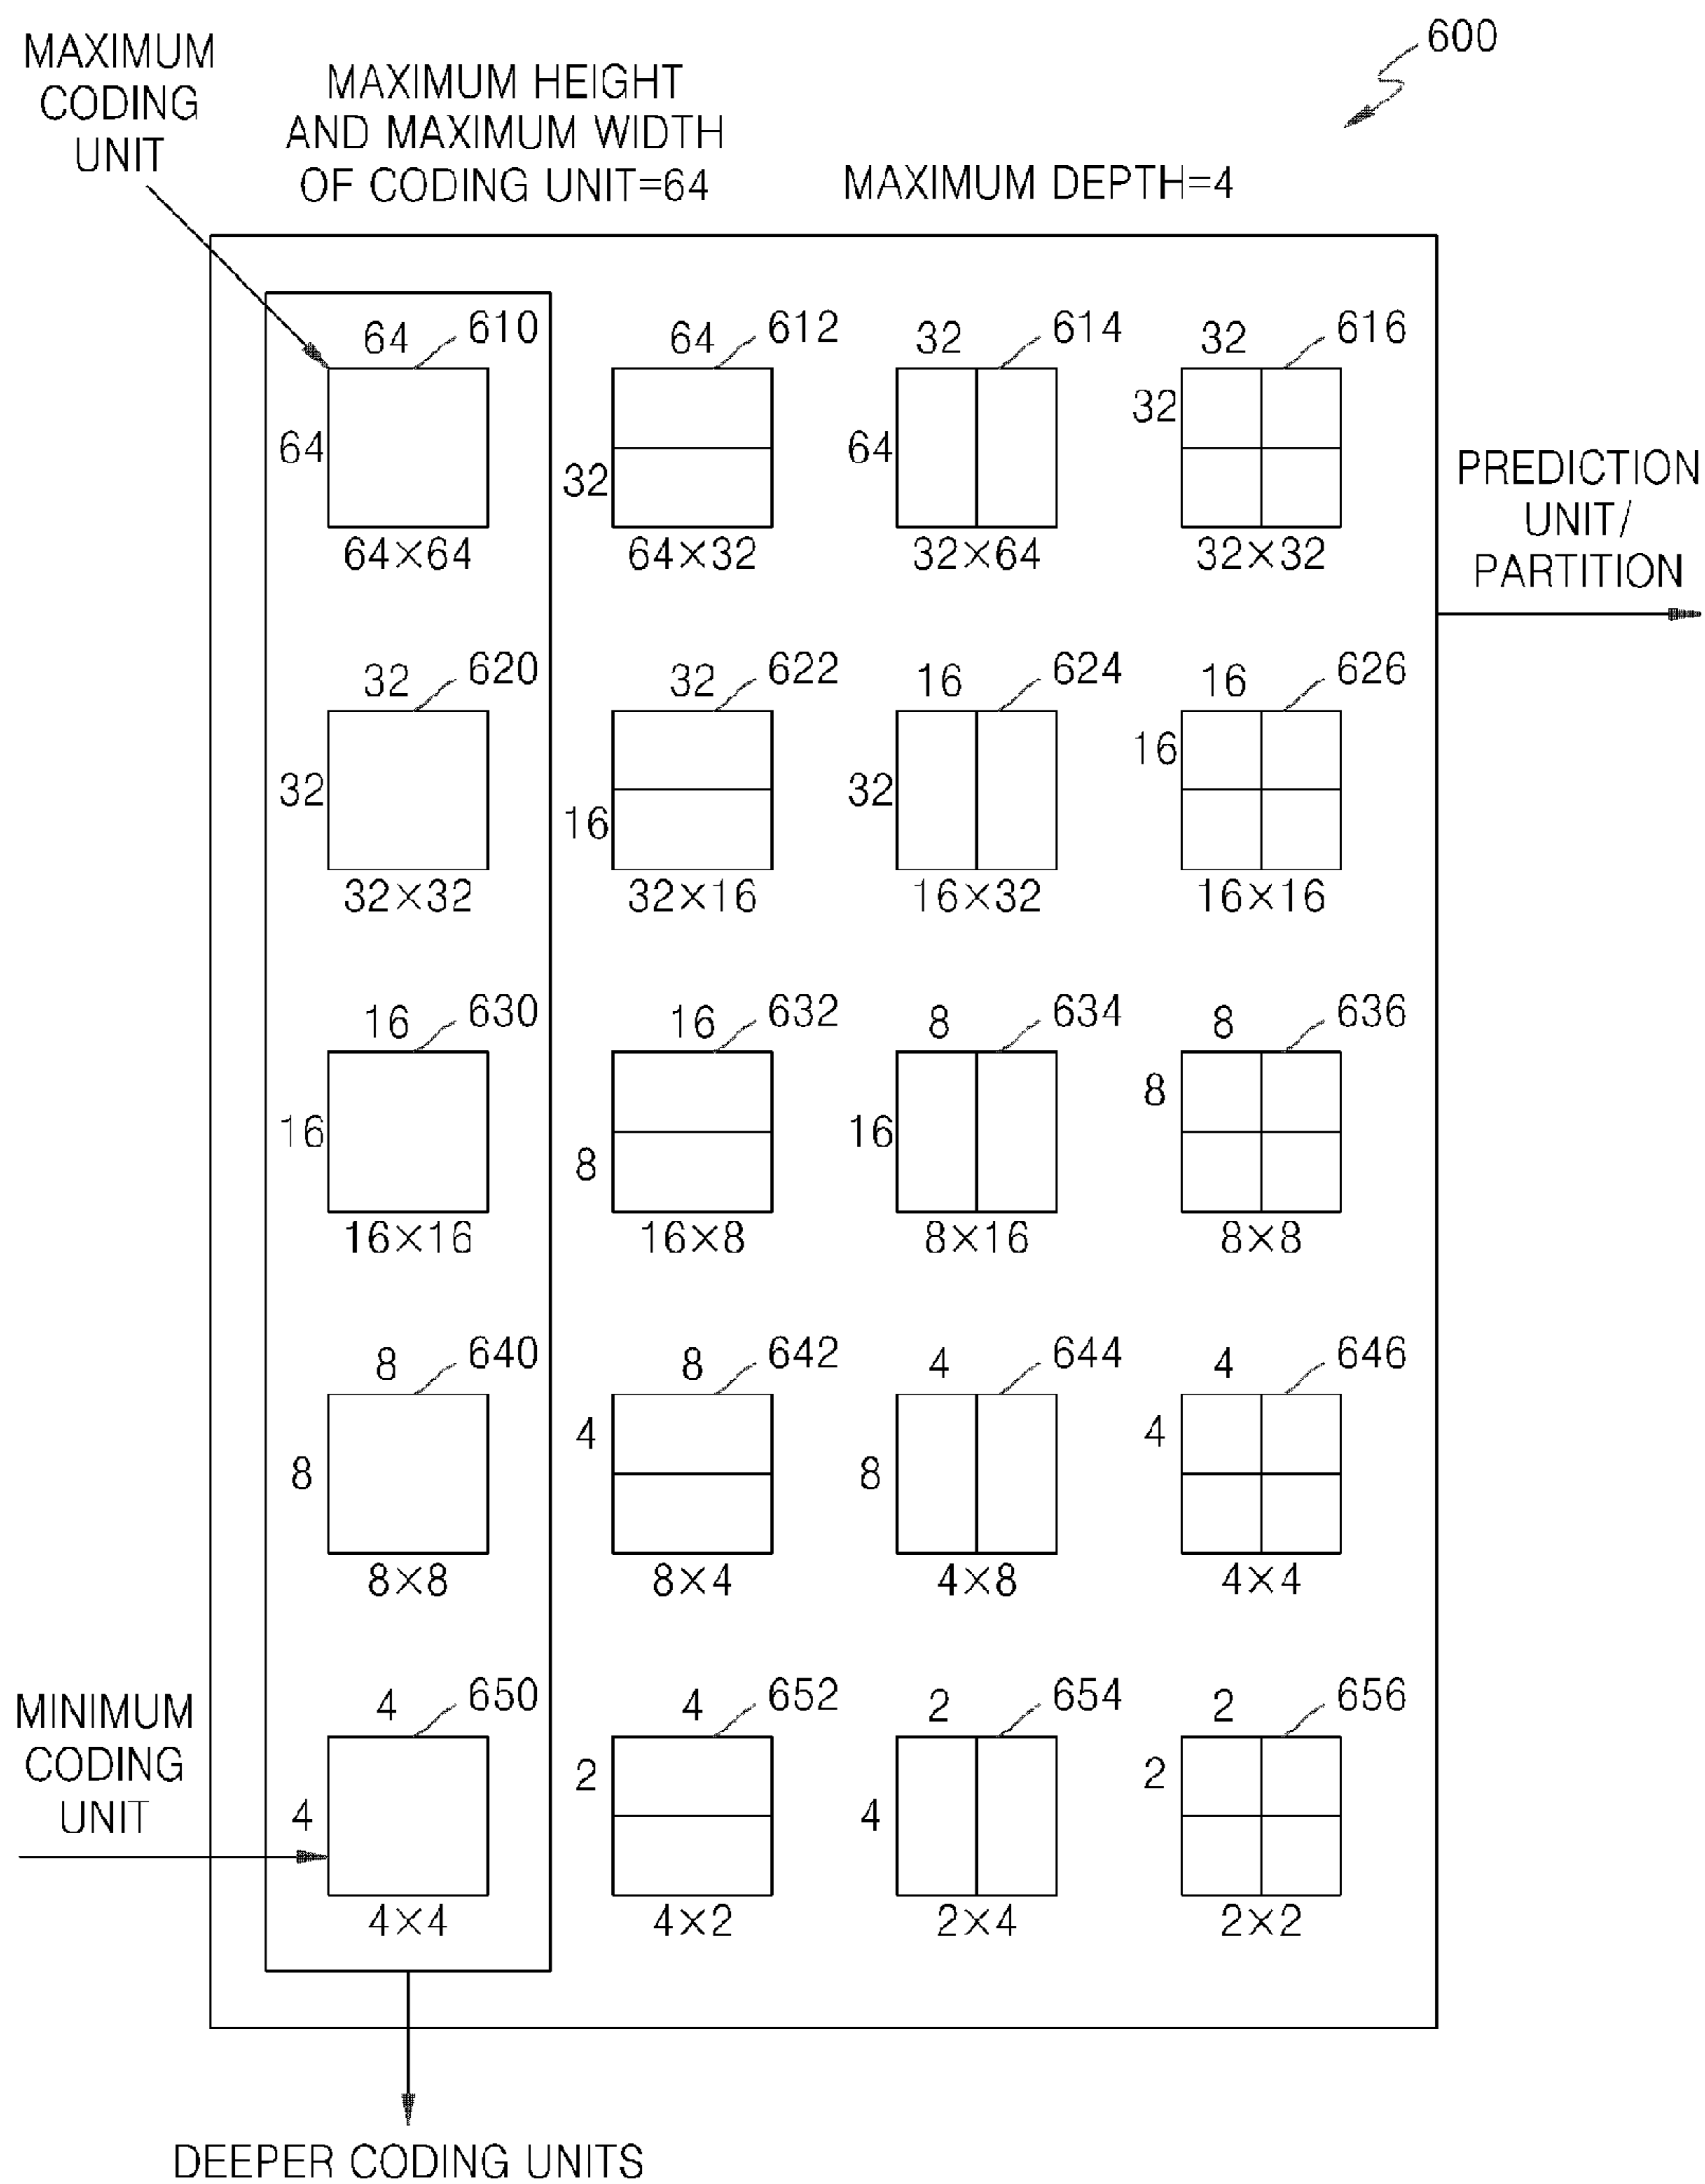 600
MAXIMUM
CODING
UNIT
MAXIMUM HEIGHT
AND MAXIMUM WIDTH
OF CODING UNIT=64
MAXIMUM DEPTH=4
64 610 64 612 32 614 32 616
64 32 64 32
64×64 64×32 32×64 32×32
PREDICTION
UNIT/
PARTITION
32 620 32 622 16 624 16 626
32 16 32 16
32×32 32×16 16×32 16×16
16 630 16 632 8 634 8 636
16 8 16 8
16×16 16×8 8×16 8×8
8 640 8 642 4 644 4 646
8 4 8 4
8×8 8×4 4×8 4×4
MINIMUM
CODING
UNIT
4 650 4 652 2 654 2 656
4 2 4 2
4×4 4×2 2×4 2×2
DEEPER CODING UNITS